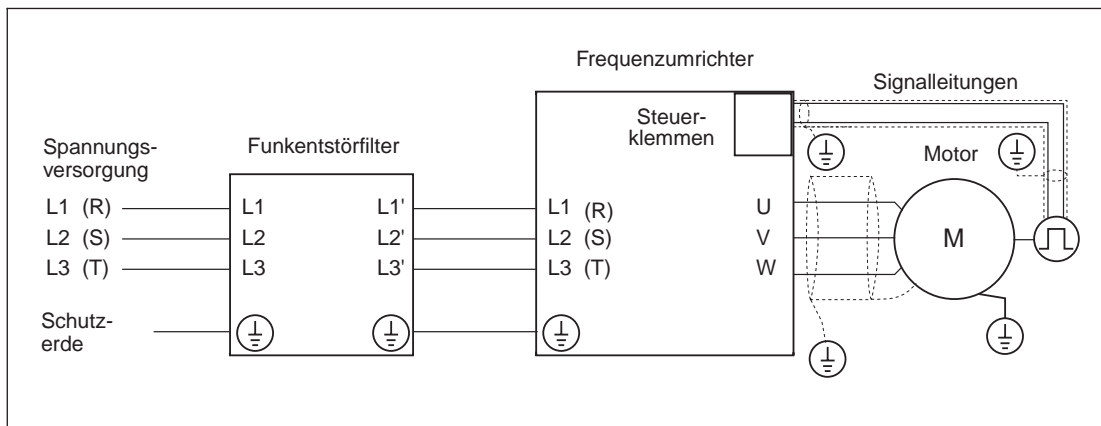 Frequenzumrichter
Signalleitungen
Steuer-
klemmen
Spannungs-
versorgung
Funkentstörfilter
Motor
L1 (R) L1 L1' L1 (R) U
L2 (S) L2 L2' L2 (S) V M
L3 (T) L3 L3' L3 (T) W
Schutz-
erde